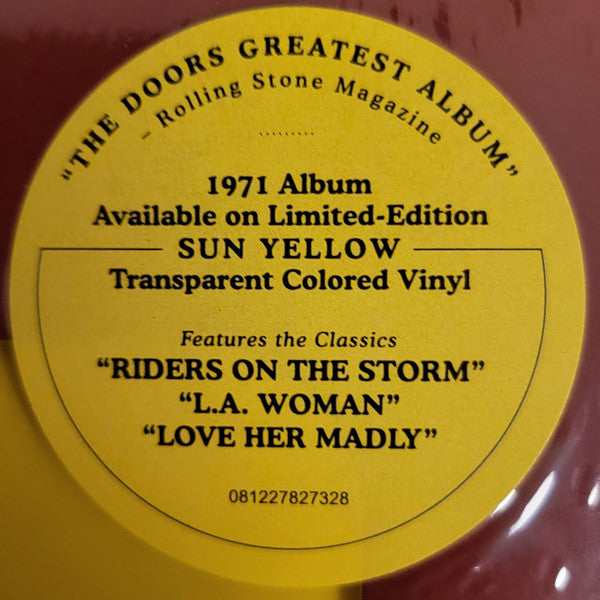 “THE DOORS GREATEST ALBUM”
– Rolling Stone Magazine
.........
1971 Album
Available on Limited-Edition
SUN YELLOW
Transparent Colored Vinyl
Features the Classics
“RIDERS ON THE STORM”
“L.A. WOMAN”
“LOVE HER MADLY”
081227827328